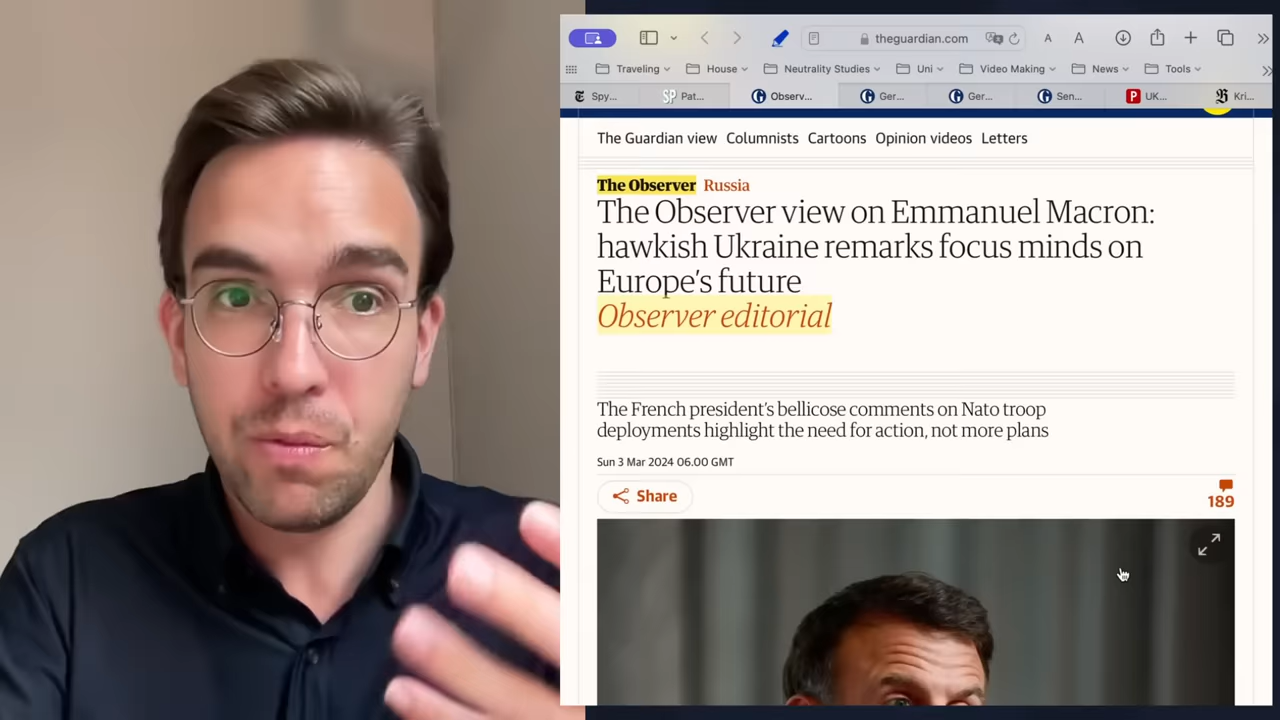 theguardian.com
A
A
Traveling
House
Neutrality Studies
Uni
Video Making
News
Tools
Spy...
SP
Pat...
Observ...
Ger...
Ger...
Sen...
P
UK...
Kri...
The Guardian view Columnists Cartoons Opinion videos Letters
The Observer Russia
The Observer view on Emmanuel Macron:
hawkish Ukraine remarks focus minds on
Europe's future
Observer editorial
The French president's bellicose comments on Nato troop
deployments highlight the need for action, not more plans
Sun 3 Mar 2024 06.00 GMT
Share
189